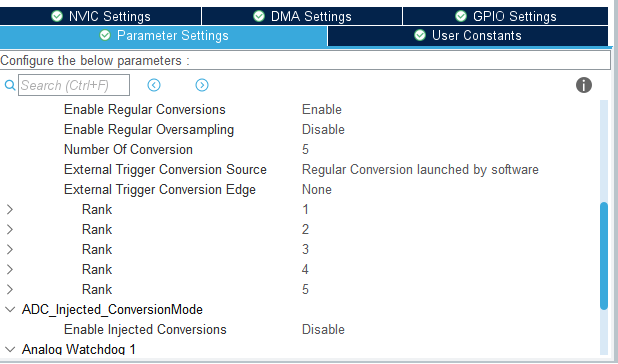 NVIC Settings DMA Settings GPIO Settings
Parameter Settings User Constants
Configure the below parameters :
Search (Ctrl+F)
Enable Regular Conversions Enable
Enable Regular Oversampling Disable
Number Of Conversion 5
External Trigger Conversion Source Regular Conversion launched by software
External Trigger Conversion Edge None
Rank 1
Rank 2
Rank 3
Rank 4
Rank 5
ADC_Injected_ConversionMode
Enable Injected Conversions Disable
Analog Watchdog 1